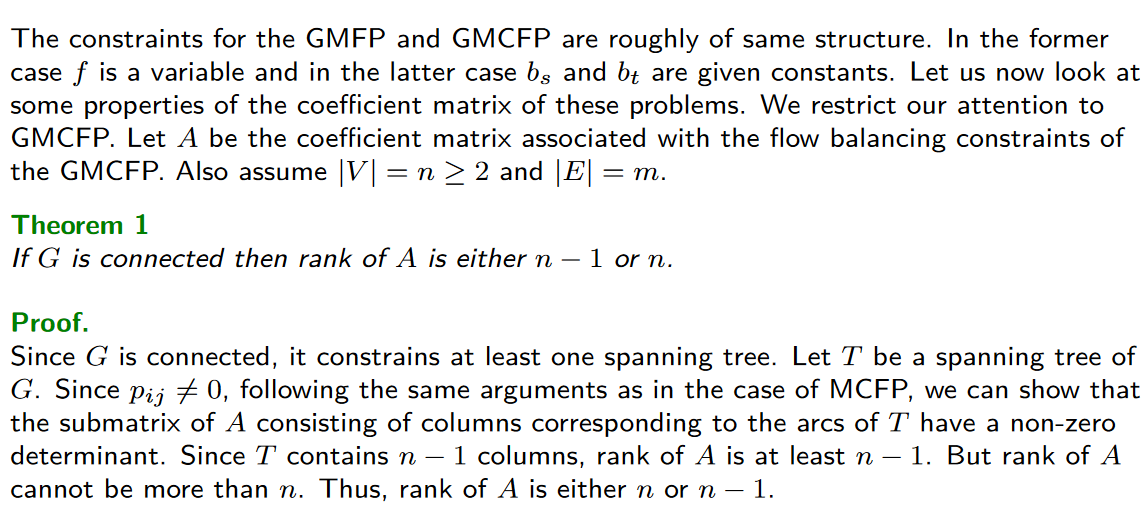 The constraints for the GMFP and GMCFP are roughly of same structure. In the former
case f is a variable and in the latter case b_s and b_t are given constants. Let us now look at
some properties of the coefficient matrix of these problems. We restrict our attention to
GMCFP. Let A be the coefficient matrix associated with the flow balancing constraints of
the GMCFP. Also assume |V| = n ≥ 2 and |E| = m.
Theorem 1
If G is connected then rank of A is either n − 1 or n.
Proof.
Since G is connected, it constrains at least one spanning tree. Let T be a spanning tree of
G. Since p_{ij} ≠ 0, following the same arguments as in the case of MCFP, we can show that
the submatrix of A consisting of columns corresponding to the arcs of T have a non-zero
determinant. Since T contains n − 1 columns, rank of A is at least n − 1. But rank of A
cannot be more than n. Thus, rank of A is either n or n − 1.